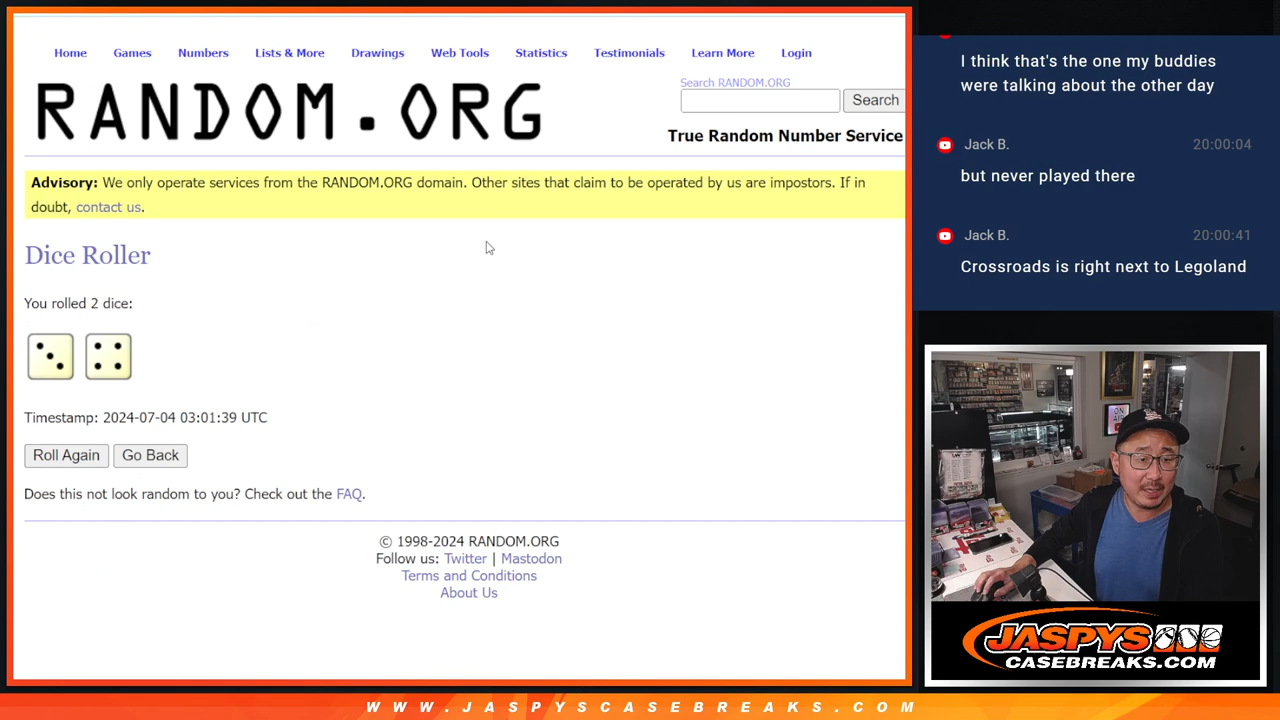 Home Games Numbers Lists & More Drawings Web Tools Statistics Testimonials Learn More Login
RANDOM.ORG
Search RANDOM.ORG
Search
True Random Number Service
Advisory: We only operate services from the RANDOM.ORG domain. Other sites that claim to be operated by us are impostors. If in
doubt, contact us.
Dice Roller
You rolled 2 dice:
Timestamp: 2024-07-04 03:01:39 UTC
Roll Again Go Back
Does this not look random to you? Check out the FAQ.
© 1998-2024 RANDOM.ORG
Follow us: Twitter | Mastodon
Terms and Conditions
About Us
I think that's the one my buddies
were talking about the other day
Jack B. 20:00:04
but never played there
Jack B. 20:00:41
Crossroads is right next to Legoland
ON
AIR
JASPYS
CASEBREAKS.COM
WWW.JASPYSCASEBREAKS.COM